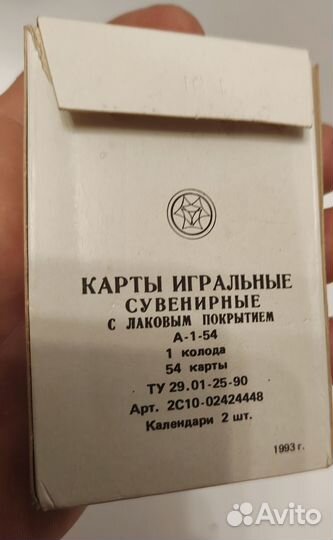 КАРТЫ ИГРАЛЬНЫЕ
СУВЕНИРНЫЕ
С ЛАКОВЫМ ПОКРЫТИЕМ
А-1-54
1 колода
54 карты
ТУ 29.01-25-90
Арт. 2С10-02424448
Календари 2 шт.
1993 г.
Avito